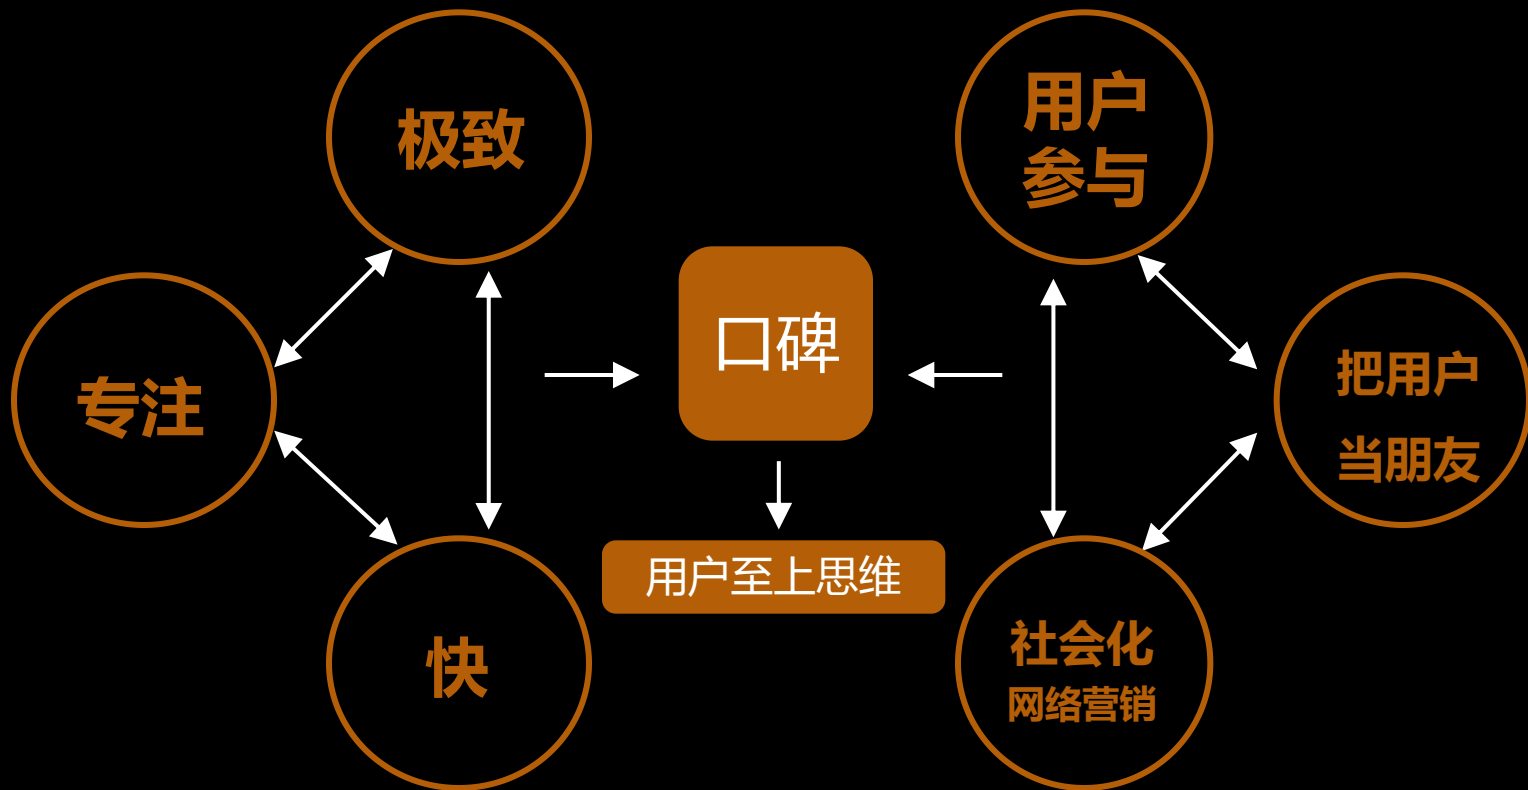 极致
专注
快
口碑
用户至上思维
用户
参与
把用户
当朋友
社会化
网络营销